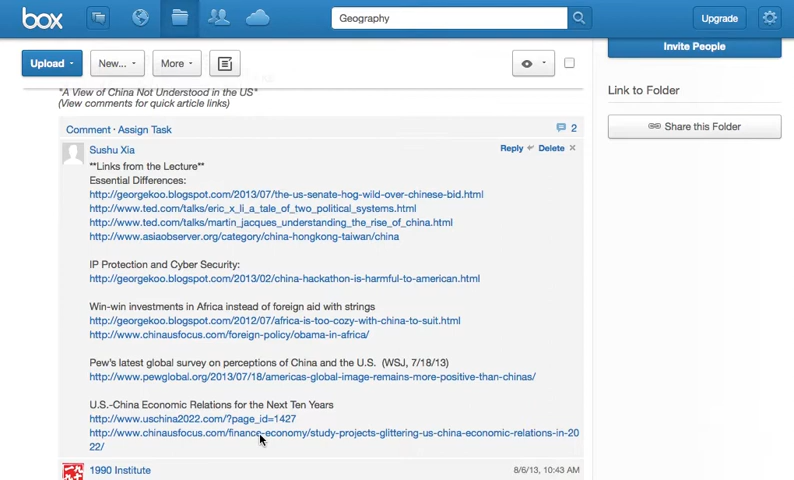 box
Geography
Upgrade
Upload
New...
More
Invite People
"A View of China Not Understood in the US"
(View comments for quick article links)
Link to Folder
Share this Folder
Comment · Assign Task
2
Sushu Xia
Reply
Delete
**Links from the Lecture**
Essential Differences:
http://georgekoo.blogspot.com/2013/07/the-us-senate-hog-wild-over-chinese-bid.html
http://www.ted.com/talks/eric_x_li_a_tale_of_two_political_systems.html
http://www.ted.com/talks/martin_jacques_understanding_the_rise_of_china.html
http://www.asiaobserver.org/category/china-hongkong-taiwan/china
IP Protection and Cyber Security:
http://georgekoo.blogspot.com/2013/02/china-hackathon-is-harmful-to-american.html
Win-win investments in Africa instead of foreign aid with strings
http://georgekoo.blogspot.com/2012/07/africa-is-too-cozy-with-china-to-suit.html
http://www.chinausfocus.com/foreign-policy/obama-in-africa/
Pew's latest global survey on perceptions of China and the U.S. (WSJ, 7/18/13)
http://www.pewglobal.org/2013/07/18/americas-global-image-remains-more-positive-than-chinas/
U.S.-China Economic Relations for the Next Ten Years
http://www.uschina2022.com/?page_id=1427
http://www.chinausfocus.com/finance-economy/study-projects-glittering-us-china-economic-relations-in-20
22/
1990 Institute
8/6/13, 10:43 AM